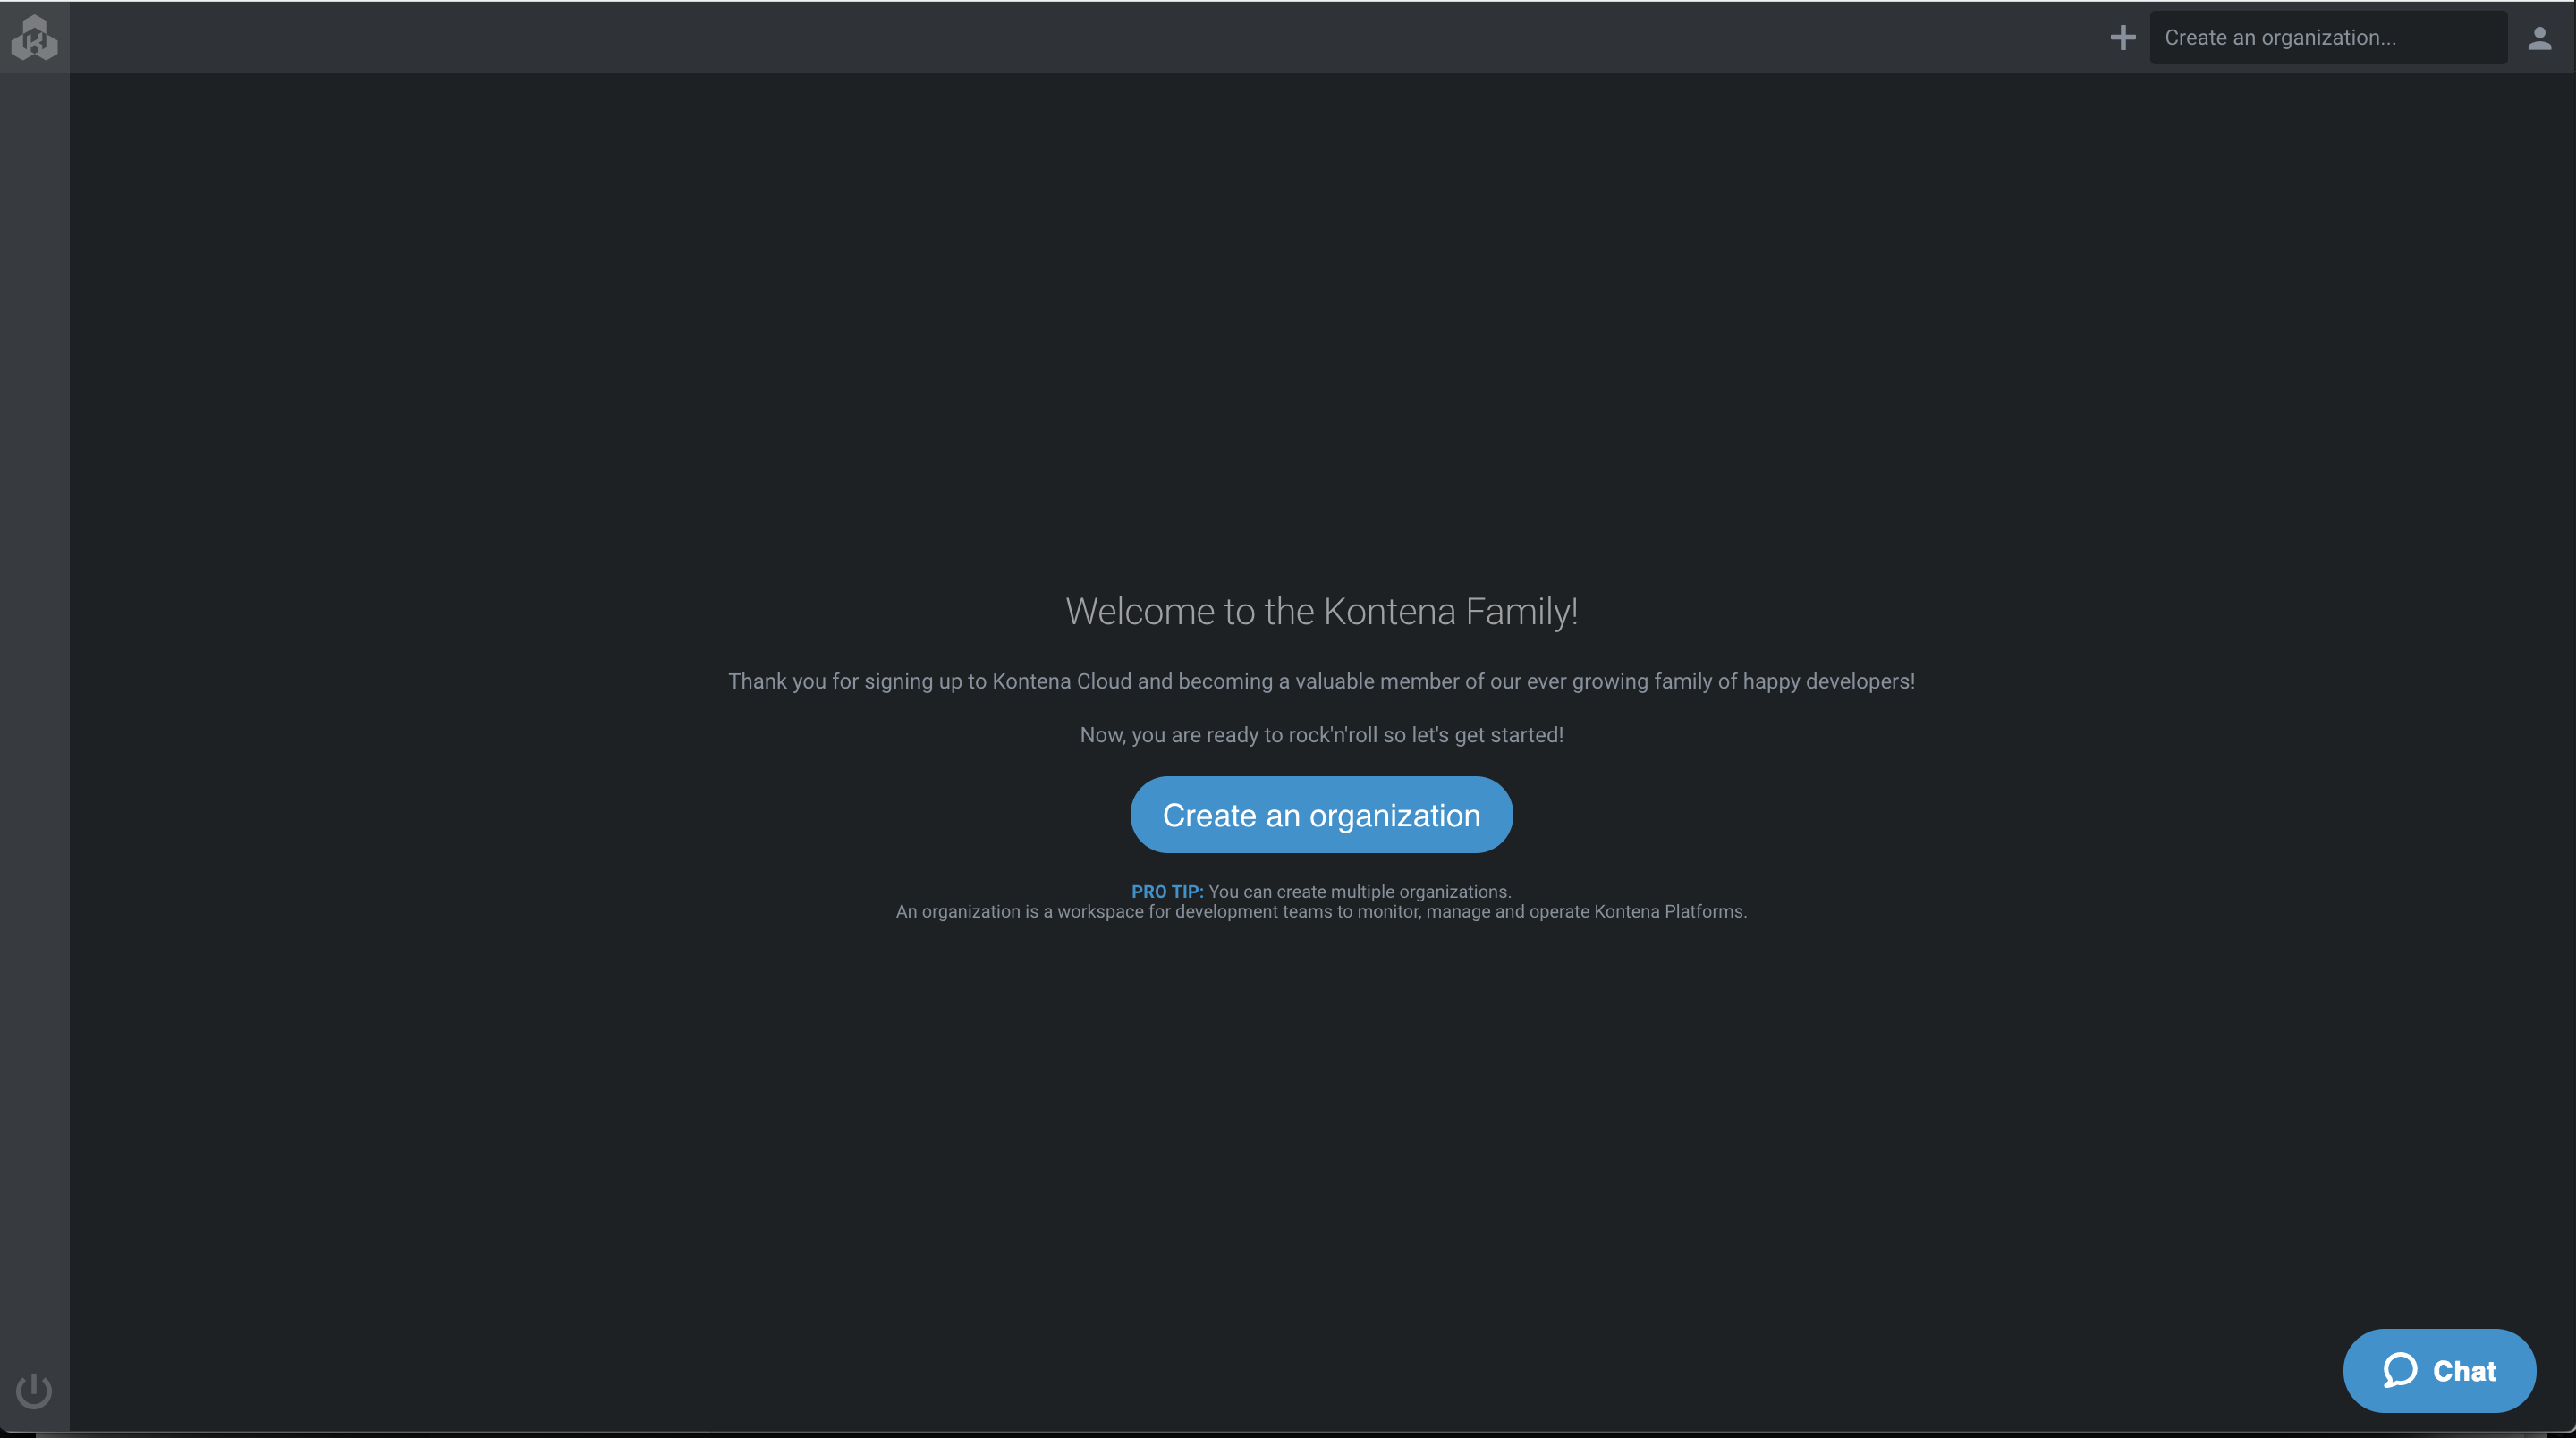 Create an organization...
Welcome to the Kontena Family!
Thank you for signing up to Kontena Cloud and becoming a valuable member of our ever growing family of happy developers!
Now, you are ready to rock'n'roll so let's get started!
Create an organization
PRO TIP: You can create multiple organizations.
An organization is a workspace for development teams to monitor, manage and operate Kontena Platforms.
Chat